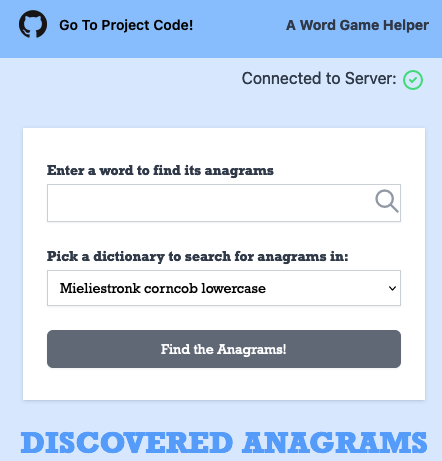 Go To Project Code! A Word Game Helper
Connected to Server:
Enter a word to find its anagrams
Pick a dictionary to search for anagrams in:
Mieliestronk corncob lowercase
Find the Anagrams!
DISCOVERED ANAGRAMS